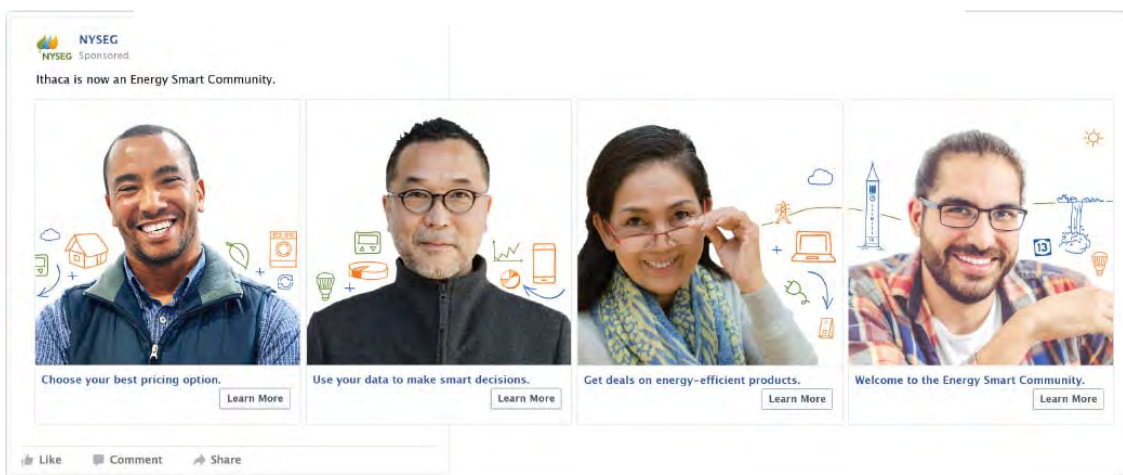 NYSEG
NYSEG Sponsored
Ithaca is now an Energy Smart Community.
13
Choose your best pricing option.
Learn More
Use your data to make smart decisions.
Learn More
Get deals on energy-efficient products.
Learn More
Welcome to the Energy Smart Community.
Learn More
Like Comment Share